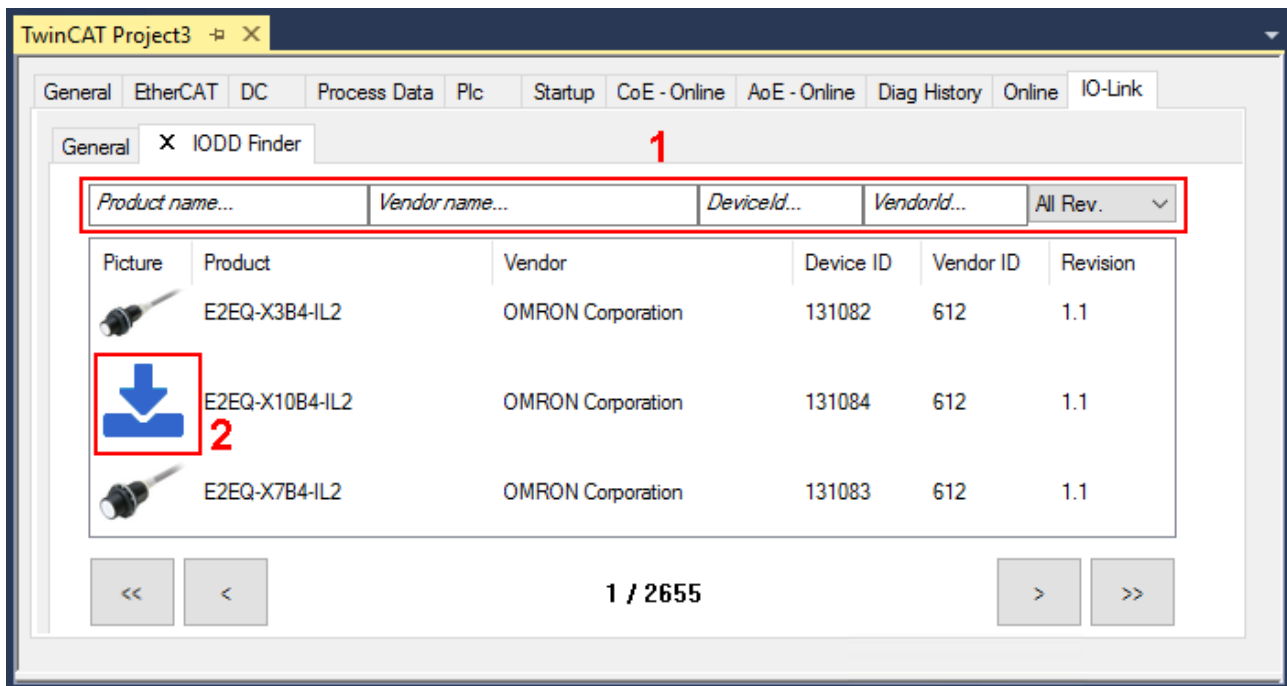 TwinCAT Project3
General EtherCAT DC Process Data Plc Startup CoE - Online AoE - Online Diag History Online IO-Link
General X IODD Finder
1
Product name... Vendor name... DeviceId... VendorId... All Rev.
Picture Product Vendor Device ID Vendor ID Revision
E2EQ-X3B4-IL2 OMRON Corporation 131082 612 1.1
E2EQ-X10B4-IL2 OMRON Corporation 131084 612 1.1
2
E2EQ-X7B4-IL2 OMRON Corporation 131083 612 1.1
<< < 1 / 2655 > >>